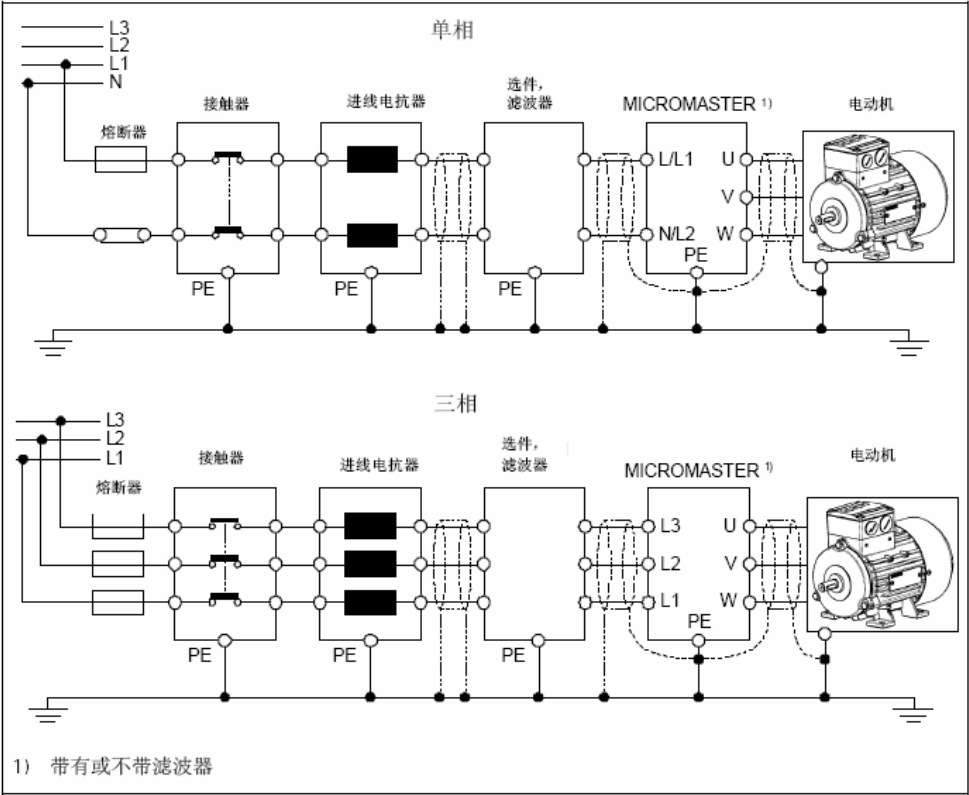 单相
L3
L2
L1
N
熔断器
接触器
进线电抗器
选件，
滤波器
MICROMASTER 1)
电动机
L/L1
U
V
N/L2
W
PE
PE
PE
PE
三相
L3
L2
L1
熔断器
接触器
进线电抗器
选件，
滤波器
MICROMASTER 1)
电动机
L3
U
L2
V
L1
W
PE
PE
PE
PE
1) 带有或不带滤波器